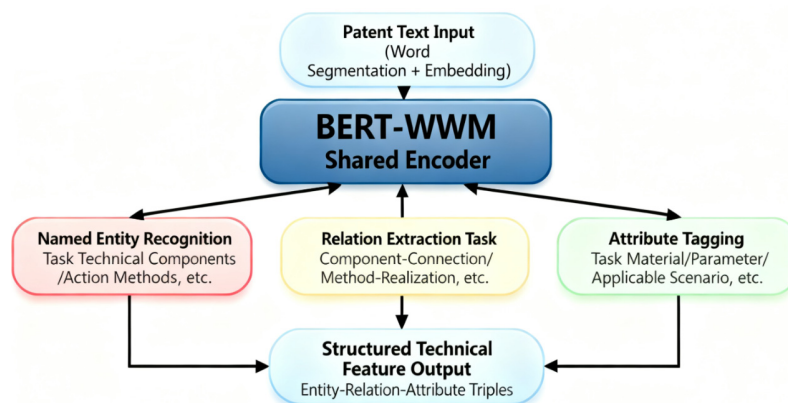 Patent Text Input
(Word
Segmentation + Embedding)
BERT-WWM
Shared Encoder
Named Entity Recognition
Task Technical Components
/Action Methods, etc.
Relation Extraction Task
Component-Connection/
Method-Realization, etc.
Attribute Tagging
Task Material/Parameter/
Applicable Scenario, etc.
Structured Technical
Feature Output
Entity-Relation-Attribute Triples